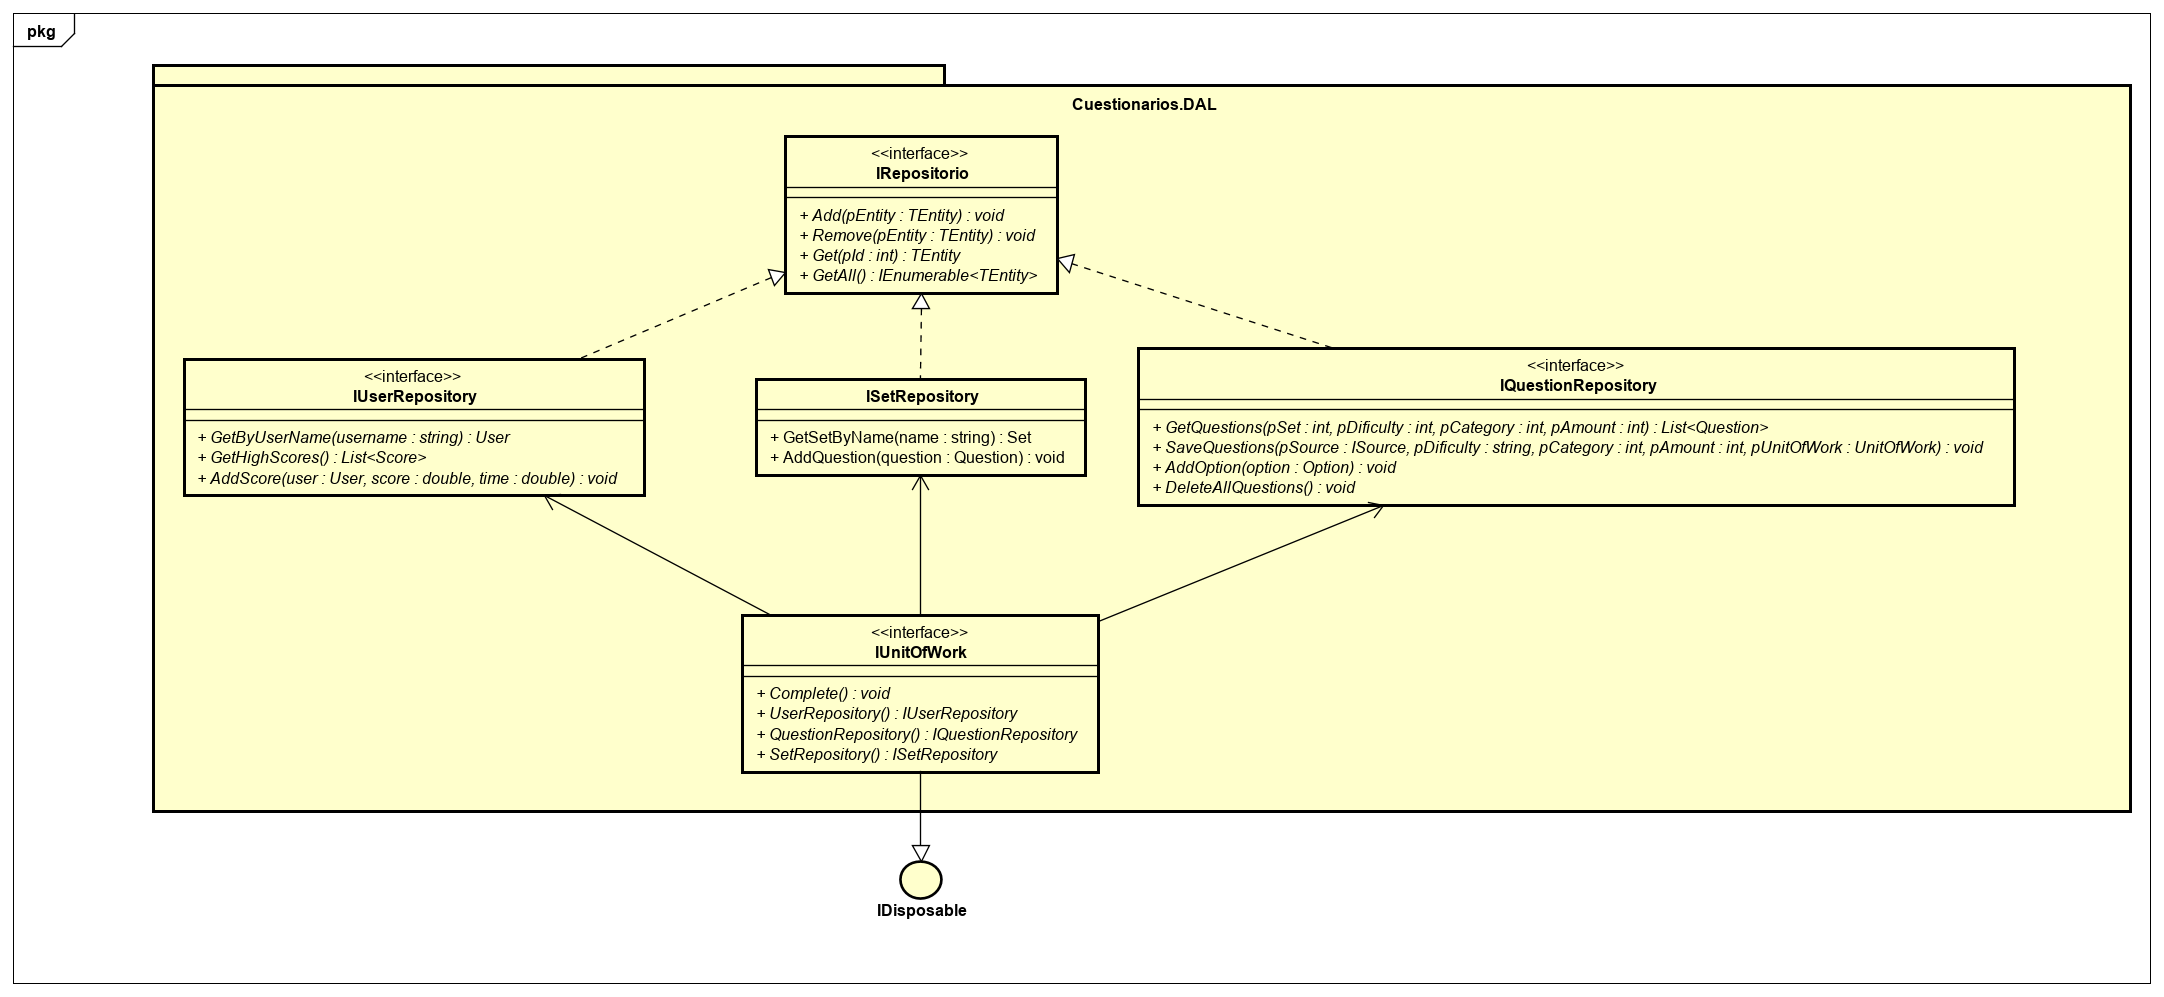 pkg
Cuestionarios.DAL
<<interface>>
IRepositorio
+ Add(pEntity : TEntity) : void
+ Remove(pEntity : TEntity) : void
+ Get(pId : int) : TEntity
+ GetAll() : IEnumerable<TEntity>
<<interface>>
IUserRepository
+ GetByUserName(username : string) : User
+ GetHighScores() : List<Score>
+ AddScore(user : User, score : double, time : double) : void
ISetRepository
+ GetSetByName(name : string) : Set
+ AddQuestion(question : Question) : void
<<interface>>
IQuestionRepository
+ GetQuestions(pSet : int, pDificulty : int, pCategory : int, pAmount : int) : List<Question>
+ SaveQuestions(pSource : ISource, pDificulty : string, pCategory : int, pAmount : int, pUnitOfWork : UnitOfWork) : void
+ AddOption(option : Option) : void
+ DeleteAllQuestions() : void
<<interface>>
IUnitOfWork
+ Complete() : void
+ UserRepository() : IUserRepository
+ QuestionRepository() : IQuestionRepository
+ SetRepository() : ISetRepository
IDisposable